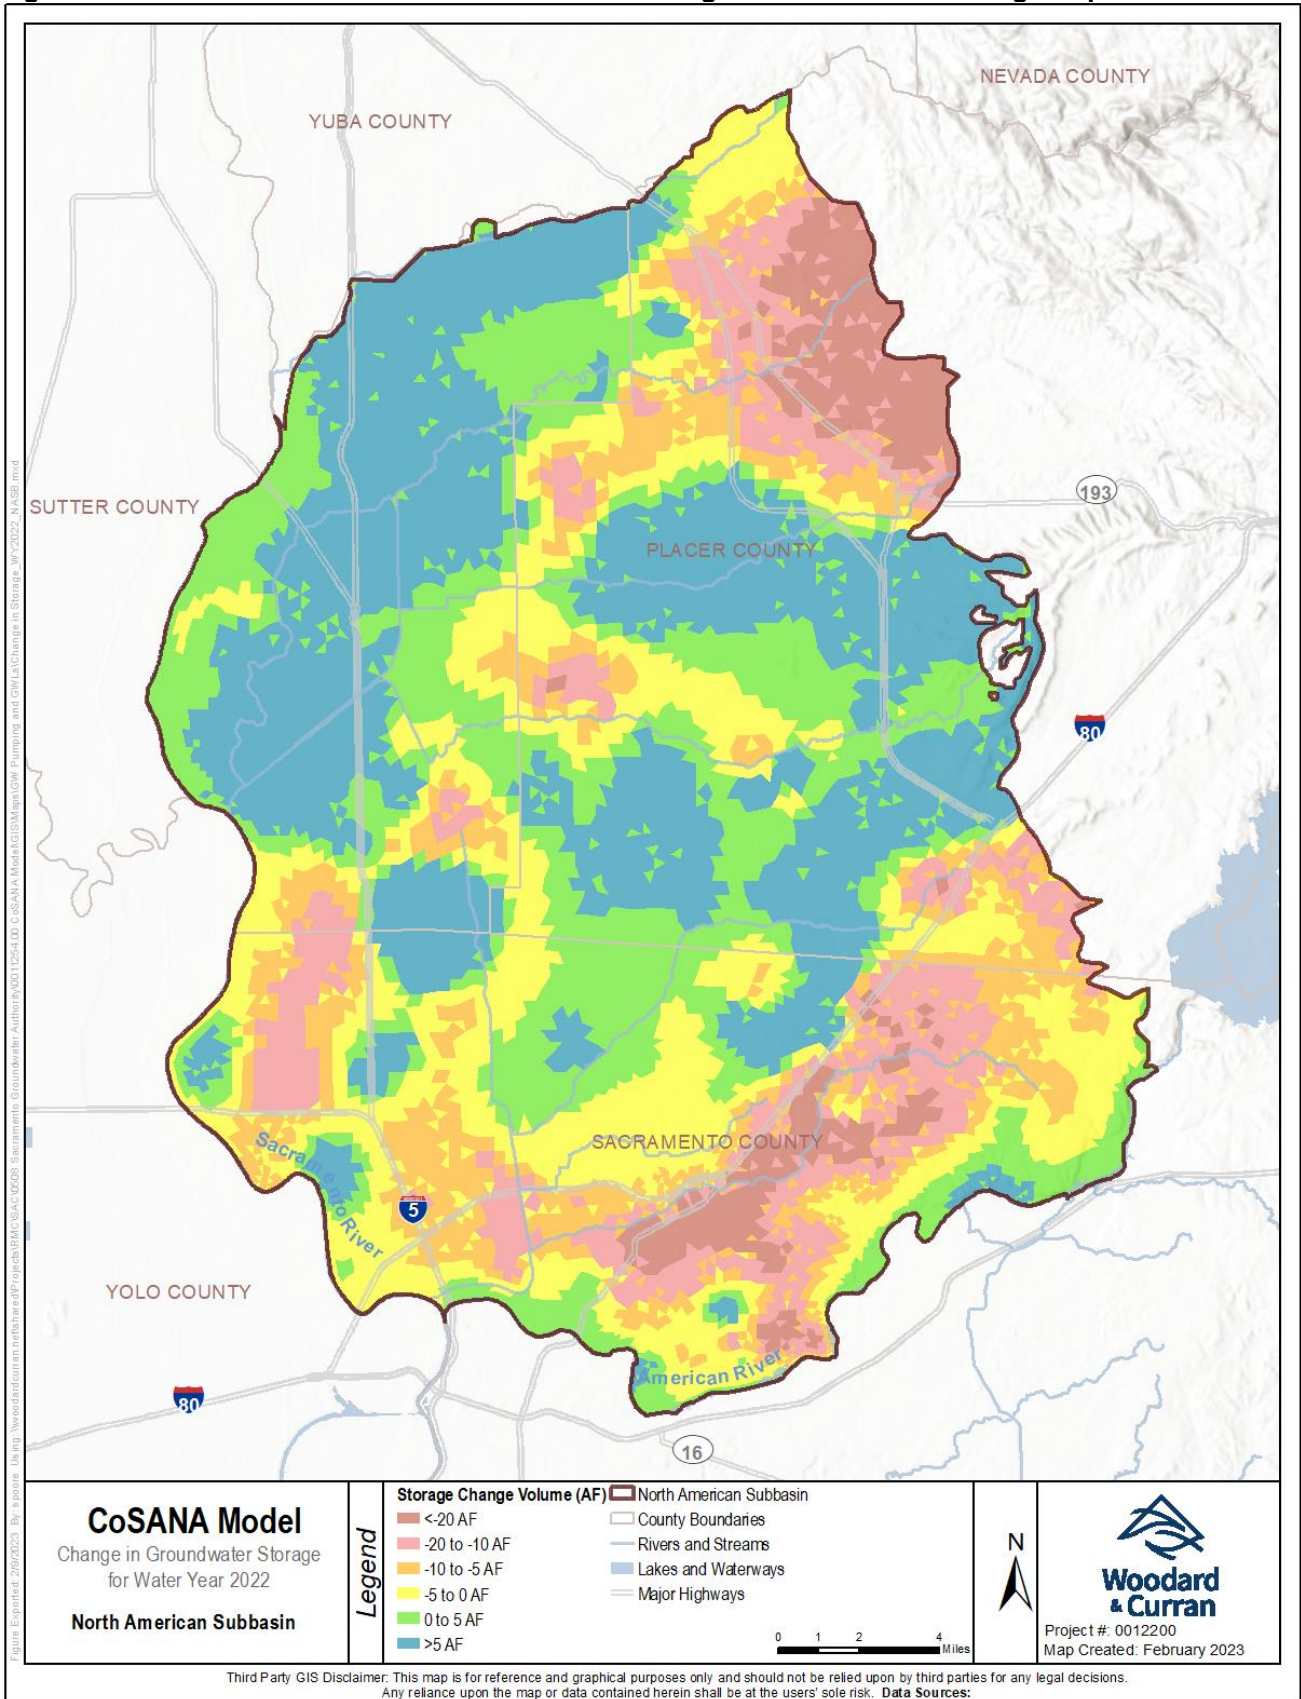 NEVADA COUNTY
YUBA COUNTY
SUTTER COUNTY
193
PLACER COUNTY
80
SACRAMENTO COUNTY
Sacramento River
5
YOLO COUNTY
American River
80
16
CoSANA Model
Change in Groundwater Storage
for Water Year 2022
North American Subbasin
Legend
Storage Change Volume (AF)
<-20 AF
-20 to -10 AF
-10 to -5 AF
-5 to 0 AF
0 to 5 AF
>5 AF
North American Subbasin
County Boundaries
Rivers and Streams
Lakes and Waterways
Major Highways
0 1 2 4
Miles
N
Woodard
& Curran
Project #: 0012200
Map Created: February 2023
Third Party GIS Disclaimer: This map is for reference and graphical purposes only and should not be relied upon by third parties for any legal decisions.
Any reliance upon the map or data contained herein shall be at the users' sole risk. Data Sources: